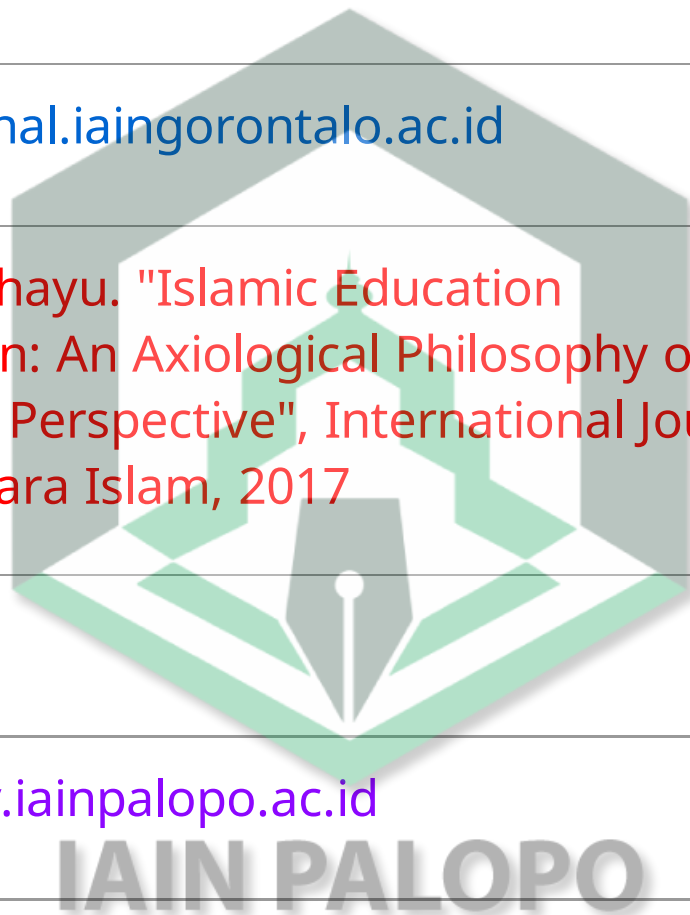 nal.iaingorontalo.ac.id
hayu. "Islamic Education
n: An Axiological Philosophy o
Perspective", International Jou
ara Islam, 2017
.iainpalopo.ac.id
IAIN PALOPO